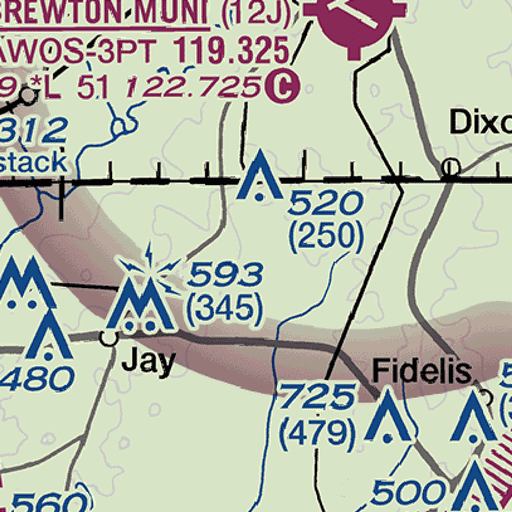 BREWTON MUNI (12J)
AWOS-3PT 119.325
9 *L 51 122.725 C
312
stack
Dixo
520
(250)
593
(345)
Jay
480
Fidelis
725
(479)
500
560